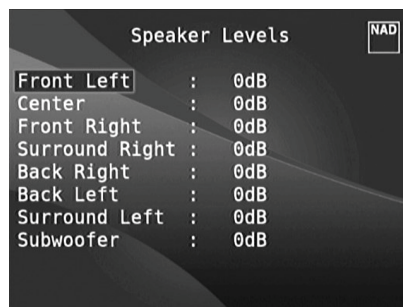 Speaker Levels
NAD
Front Left : 0dB
Center : 0dB
Front Right : 0dB
Surround Right : 0dB
Back Right : 0dB
Back Left : 0dB
Surround Left : 0dB
Subwoofer : 0dB